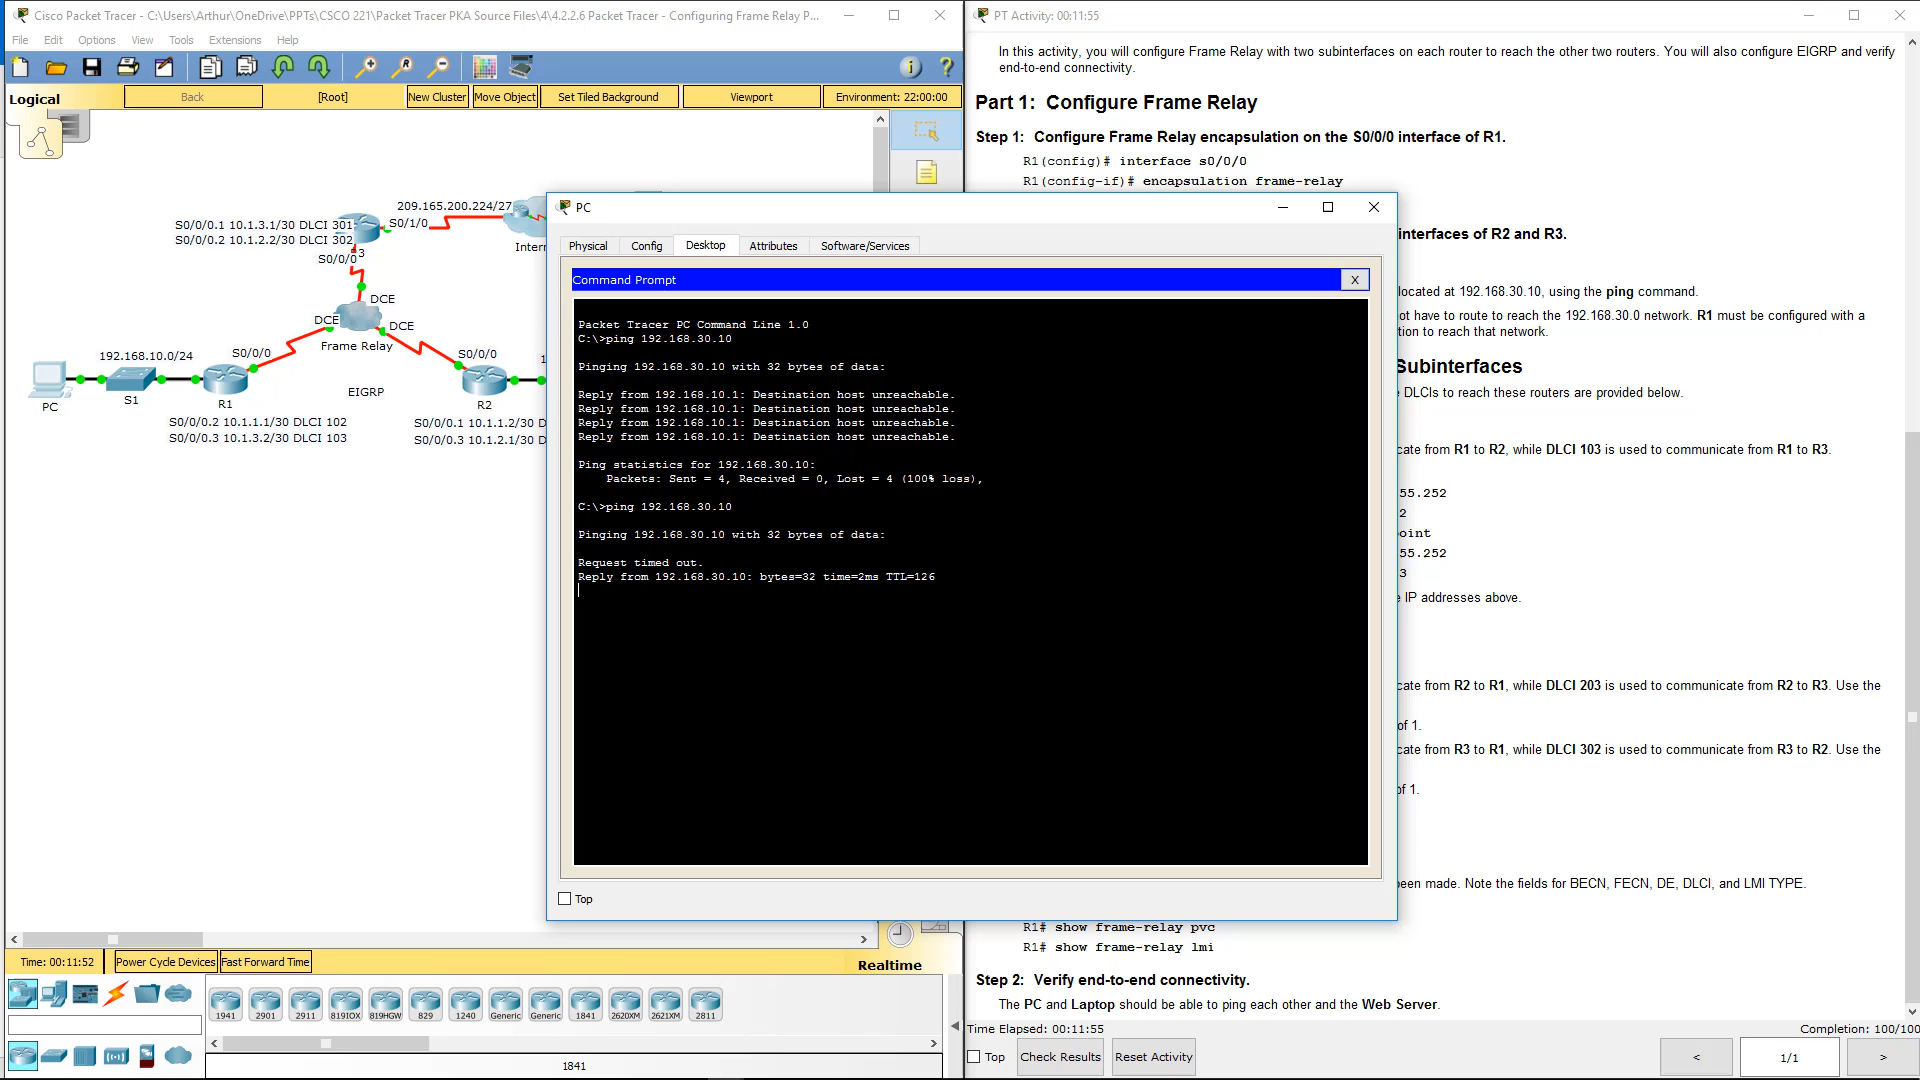 Cisco Packet Tracer - C:\Users\Arthur\OneDrive\PPTs\CSCO 221\Packet Tracer PKA Source Files\4\4.2.2.6 Packet Tracer - Configuring Frame Relay P...
File Edit Options View Tools Extensions Help
Logical
Back
[Root]
New Cluster
Move Object
Set Tiled Background
Viewport
Environment: 22:00:00
209.165.200.224/27
S0/0/0.1 10.1.3.1/30 DLCI 301
S0/1/0
S0/0/0.2 10.1.2.2/30 DLCI 302
Intern
S0/0/0
3
DCE
DCE
DCE
Frame Relay
192.168.10.0/24
S0/0/0
S0/0/0
1
EIGRP
PC
S1
R1
R2
S0/0/0.2 10.1.1.1/30 DLCI 102
S0/0/0.3 10.1.3.2/30 DLCI 103
S0/0/0.1 10.1.1.2/30 D
S0/0/0.3 10.1.2.1/30 D
Time: 00:11:52
Power Cycle Devices
Fast Forward Time
Realtime
1941 2901 2911 819IOX 819HGW 829 1240 Generic Generic 1841 2620XM 2621XM 2811
1841
PC
Physical Config Desktop Attributes Software/Services
Command Prompt
X
Packet Tracer PC Command Line 1.0
C:\>ping 192.168.30.10
Pinging 192.168.30.10 with 32 bytes of data:
Reply from 192.168.10.1: Destination host unreachable.
Reply from 192.168.10.1: Destination host unreachable.
Reply from 192.168.10.1: Destination host unreachable.
Reply from 192.168.10.1: Destination host unreachable.
Ping statistics for 192.168.30.10:
Packets: Sent = 4, Received = 0, Lost = 4 (100% loss),
C:\>ping 192.168.30.10
Pinging 192.168.30.10 with 32 bytes of data:
Request timed out.
Reply from 192.168.30.10: bytes=32 time=2ms TTL=126
Top
PT Activity: 00:11:55
In this activity, you will configure Frame Relay with two subinterfaces on each router to reach the other two routers. You will also configure EIGRP and verify
end-to-end connectivity.
Part 1: Configure Frame Relay
Step 1: Configure Frame Relay encapsulation on the S0/0/0 interface of R1.
R1(config)# interface s0/0/0
R1(config-if)# encapsulation frame-relay
interfaces of R2 and R3.
located at 192.168.30.10, using the ping command.
ot have to route to reach the 192.168.30.0 network. R1 must be configured with a
tion to reach that network.
Subinterfaces
DLCIs to reach these routers are provided below.
cate from R1 to R2, while DLCI 103 is used to communicate from R1 to R3.
55.252
2
oint
55.252
3
IP addresses above.
cate from R2 to R1, while DLCI 203 is used to communicate from R2 to R3. Use the
of 1.
cate from R3 to R1, while DLCI 302 is used to communicate from R3 to R2. Use the
of 1.
een made. Note the fields for BECN, FECN, DE, DLCI, and LMI TYPE.
R1# show frame-relay pvc
R1# show frame-relay lmi
Step 2: Verify end-to-end connectivity.
The PC and Laptop should be able to ping each other and the Web Server.
Time Elapsed: 00:11:55
Completion: 100/100
Top
Check Results
Reset Activity
<
1/1
>